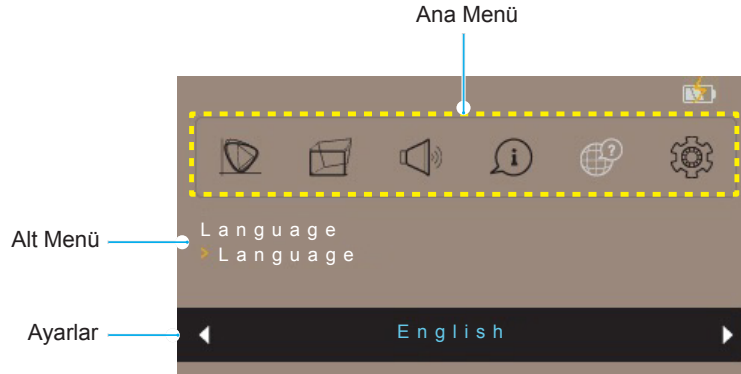 Ana Menü
Language
Alt Menü
> Language
Ayarlar
English